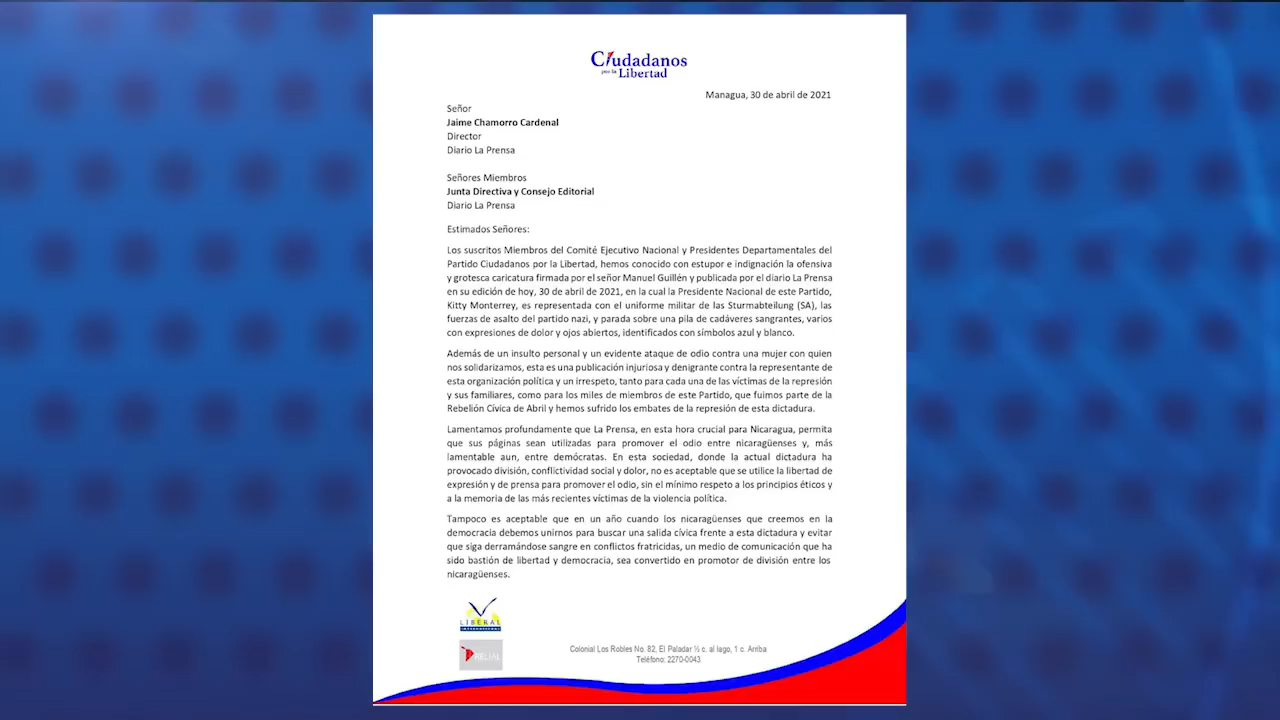 Ciudadanos
por la Libertad
Managua, 30 de abril de 2021
Señor
Jaime Chamorro Cardenal
Director
Diario La Prensa
Señores Miembros
Junta Directiva y Consejo Editorial
Diario La Prensa
Estimados Señores:
Los suscritos Miembros del Comité Ejecutivo Nacional y Presidentes Departamentales del
Partido Ciudadanos por la Libertad, hemos conocido con estupor e indignación la ofensiva
y grotesca caricatura firmada por el señor Manuel Guillén y publicada por el diario La Prensa
en su edición de hoy, 30 de abril de 2021, en la cual la Presidente Nacional de este Partido,
Kitty Monterrey, es representada con el uniforme militar de las Sturmabteilung (SA), las
fuerzas de asalto del partido nazi, y parada sobre una pila de cadáveres sangrantes, varios
con expresiones de dolor y ojos abiertos, identificados con símbolos azul y blanco.
Además de un insulto personal y un evidente ataque de odio contra una mujer con quien
nos solidarizamos, esta es una publicación injuriosa y denigrante contra la representante de
esta organización política y un irrespeto, tanto para cada una de las víctimas de la represión
y sus familiares, como para los miles de miembros de este Partido, que fuimos parte de la
Rebelión Cívica de Abril y hemos sufrido los embates de la represión de esta dictadura.
Lamentamos profundamente que La Prensa, en esta hora crucial para Nicaragua, permita
que sus páginas sean utilizadas para promover el odio entre nicaragüenses y, más
lamentable aun, entre demócratas. En esta sociedad, donde la actual dictadura ha
provocado división, conflictividad social y dolor, no es aceptable que se utilice la libertad de
expresión y de prensa para promover el odio, sin el mínimo respeto a los principios éticos y
a la memoria de las más recientes víctimas de la violencia política.
Tampoco es aceptable que en un año cuando los nicaragüenses que creemos en la
democracia debemos unirnos para buscar una salida cívica frente a esta dictadura y evitar
que siga derramándose sangre en conflictos fratricidas, un medio de comunicación que ha
sido bastión de libertad y democracia, sea convertido en promotor de división entre los
nicaragüenses.
LIBERAL
RELIAL
Colonial Los Robles No. 82, El Paladar ½ c. al lago, 1 c. Arriba
Teléfono: 2270-0043